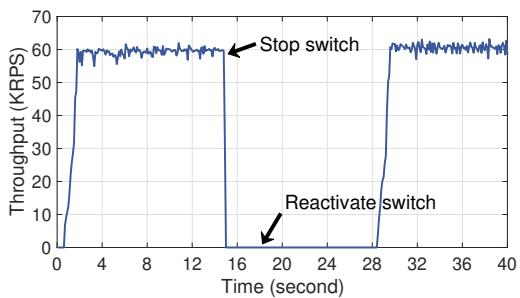 70
60
50
40
30
20
10
0
Throughput (KRPS)
Stop switch
Reactivate switch
0 4 8 12 16 20 24 28 32 36 40
Time (second)